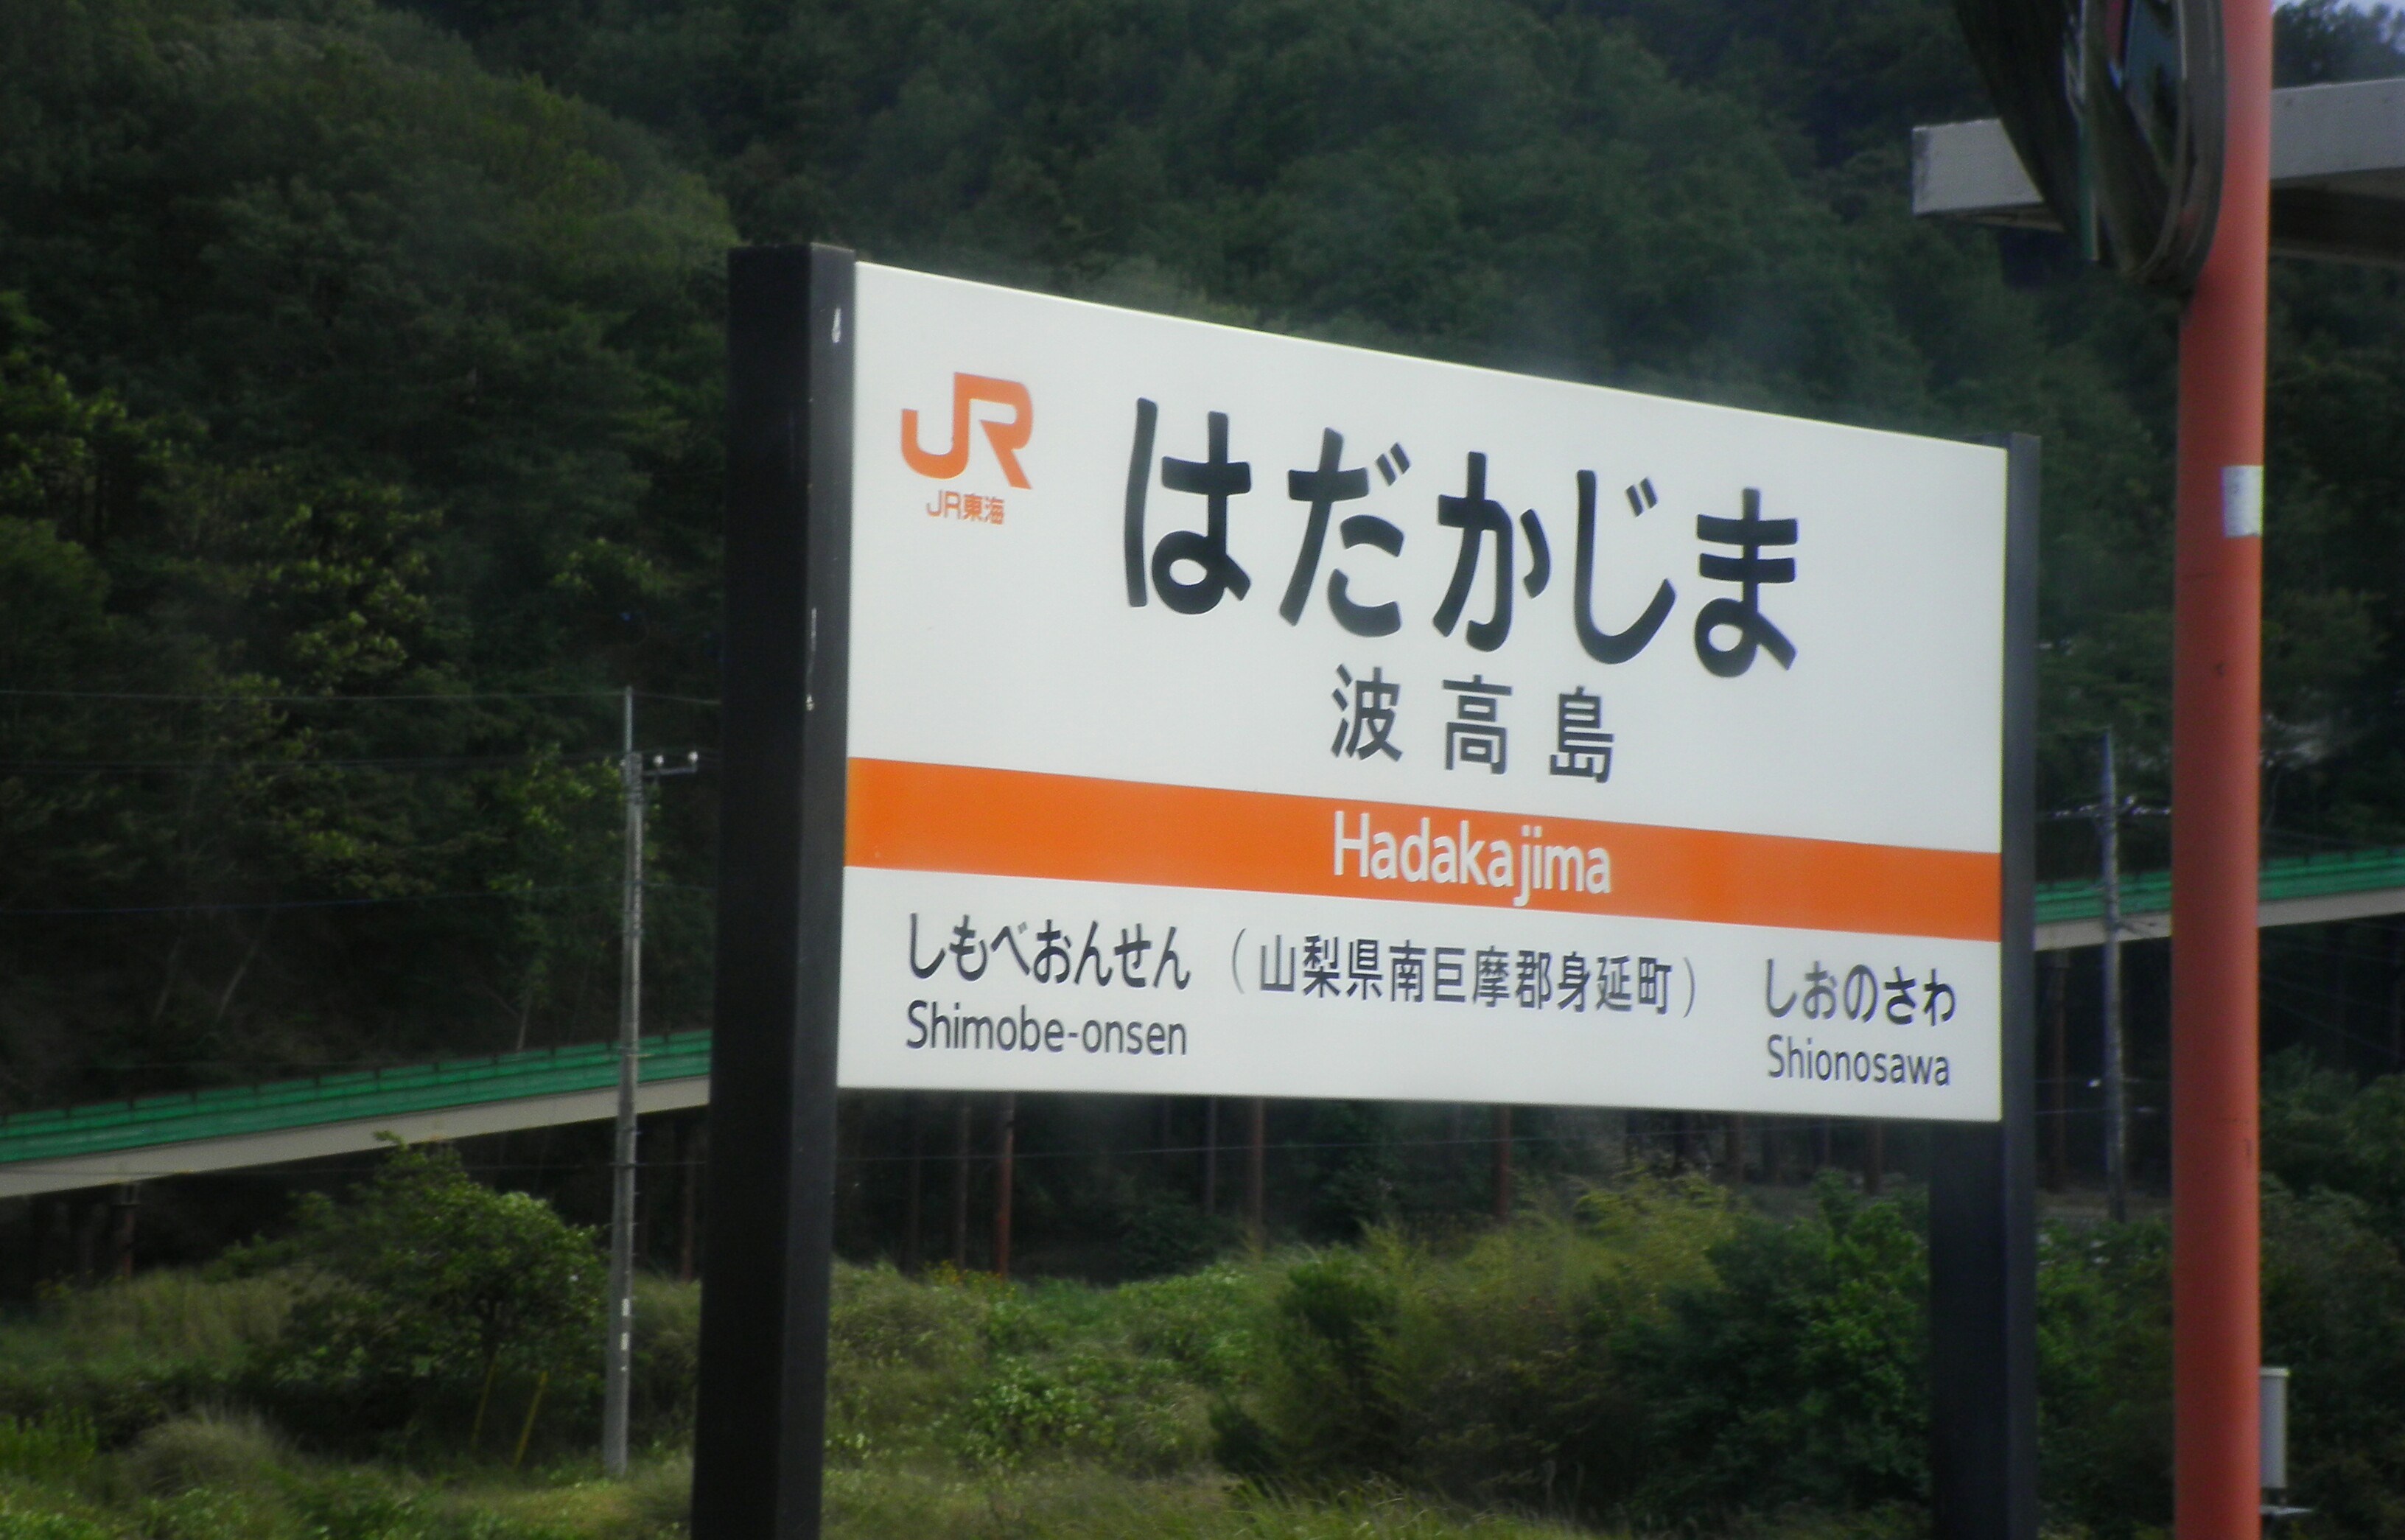 JR
JR東海
はだかじま
波高島
Hadakajima
しもべおんせん (山梨県南巨摩郡身延町) しおのさわ
Shimobe-onsen Shionosawa